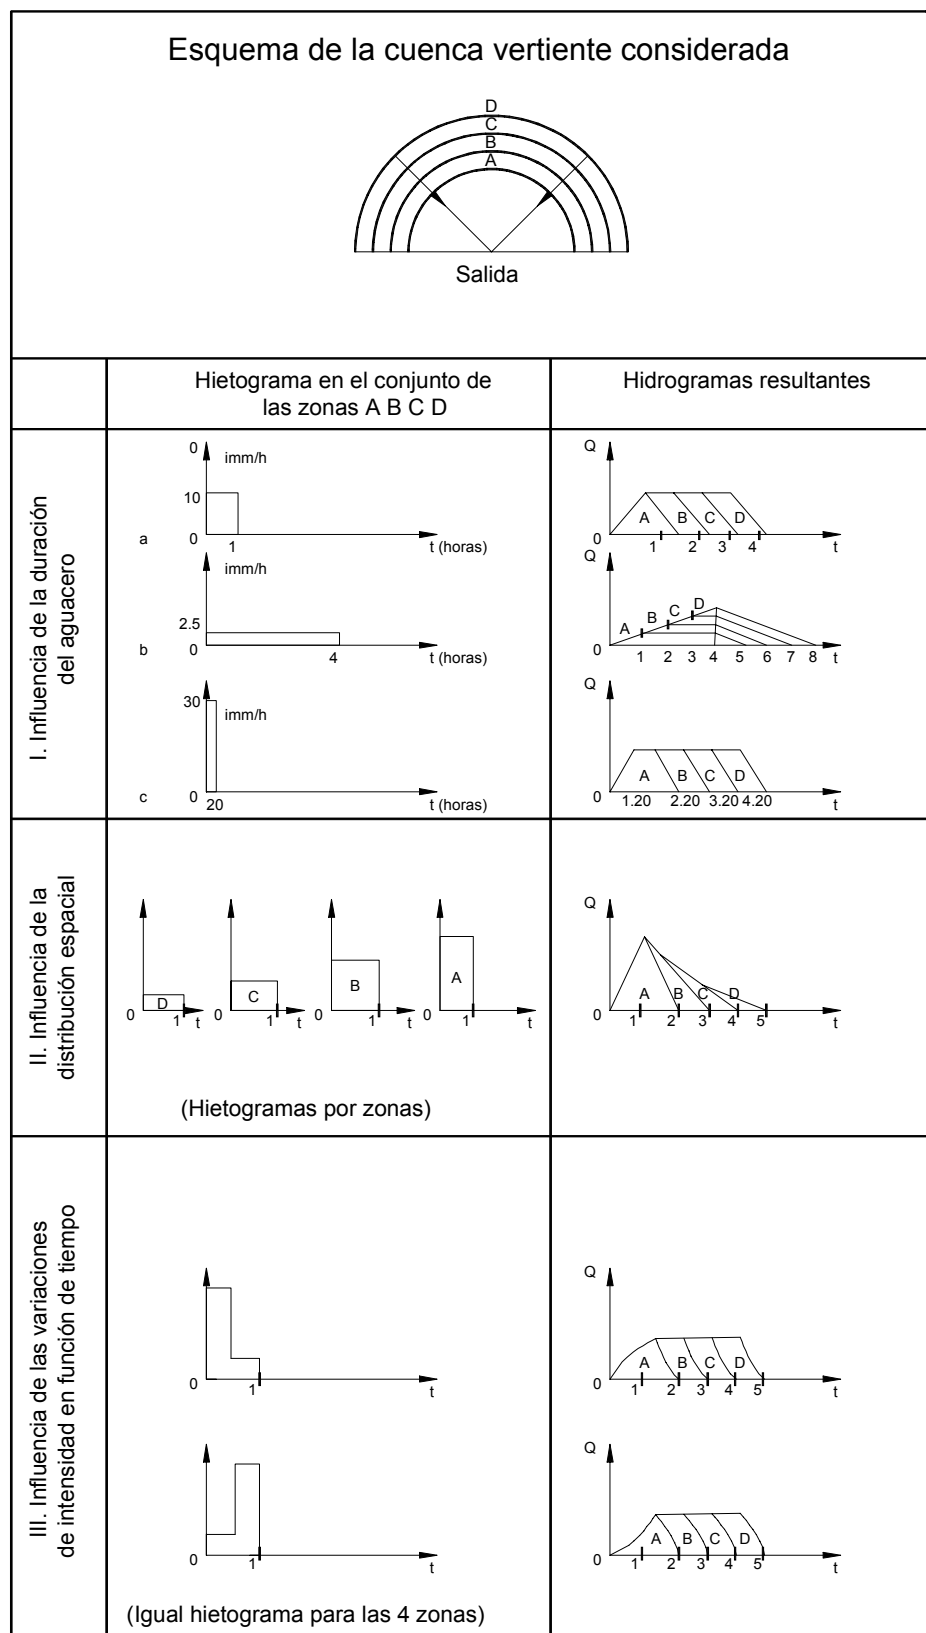 Esquema de la cuenca vertiente considerada
D
C
B
A
Salida
Hietograma en el conjunto de
las zonas A B C D
Hidrogramas resultantes
I. Influencia de la duración
del aguacero
0
imm/h
10
0
a
1
t (horas)
Q
A B C D
0
1 2 3 4
t
imm/h
2.5
0
b
4
t (horas)
Q
A B C D
0
1 2 3 4 5 6 7 8
t
30
imm/h
0
c
20
t (horas)
Q
A B C D
0
1.20 2.20 3.20 4.20
t
II. Influencia de la
distribución espacial
D
0 1 t
C
0 1 t
B
0 1 t
A
0 1 t
(Hietogramas por zonas)
Q
A B C D
0
1 2 3 4 5
t
III. Influencia de las variaciones
de intensidad en función de tiempo
0
1
t
Q
A B C D
0
1 2 3 4 5
t
0
1
t
Q
A B C D
0
1 2 3 4 5
t
(Igual hietograma para las 4 zonas)